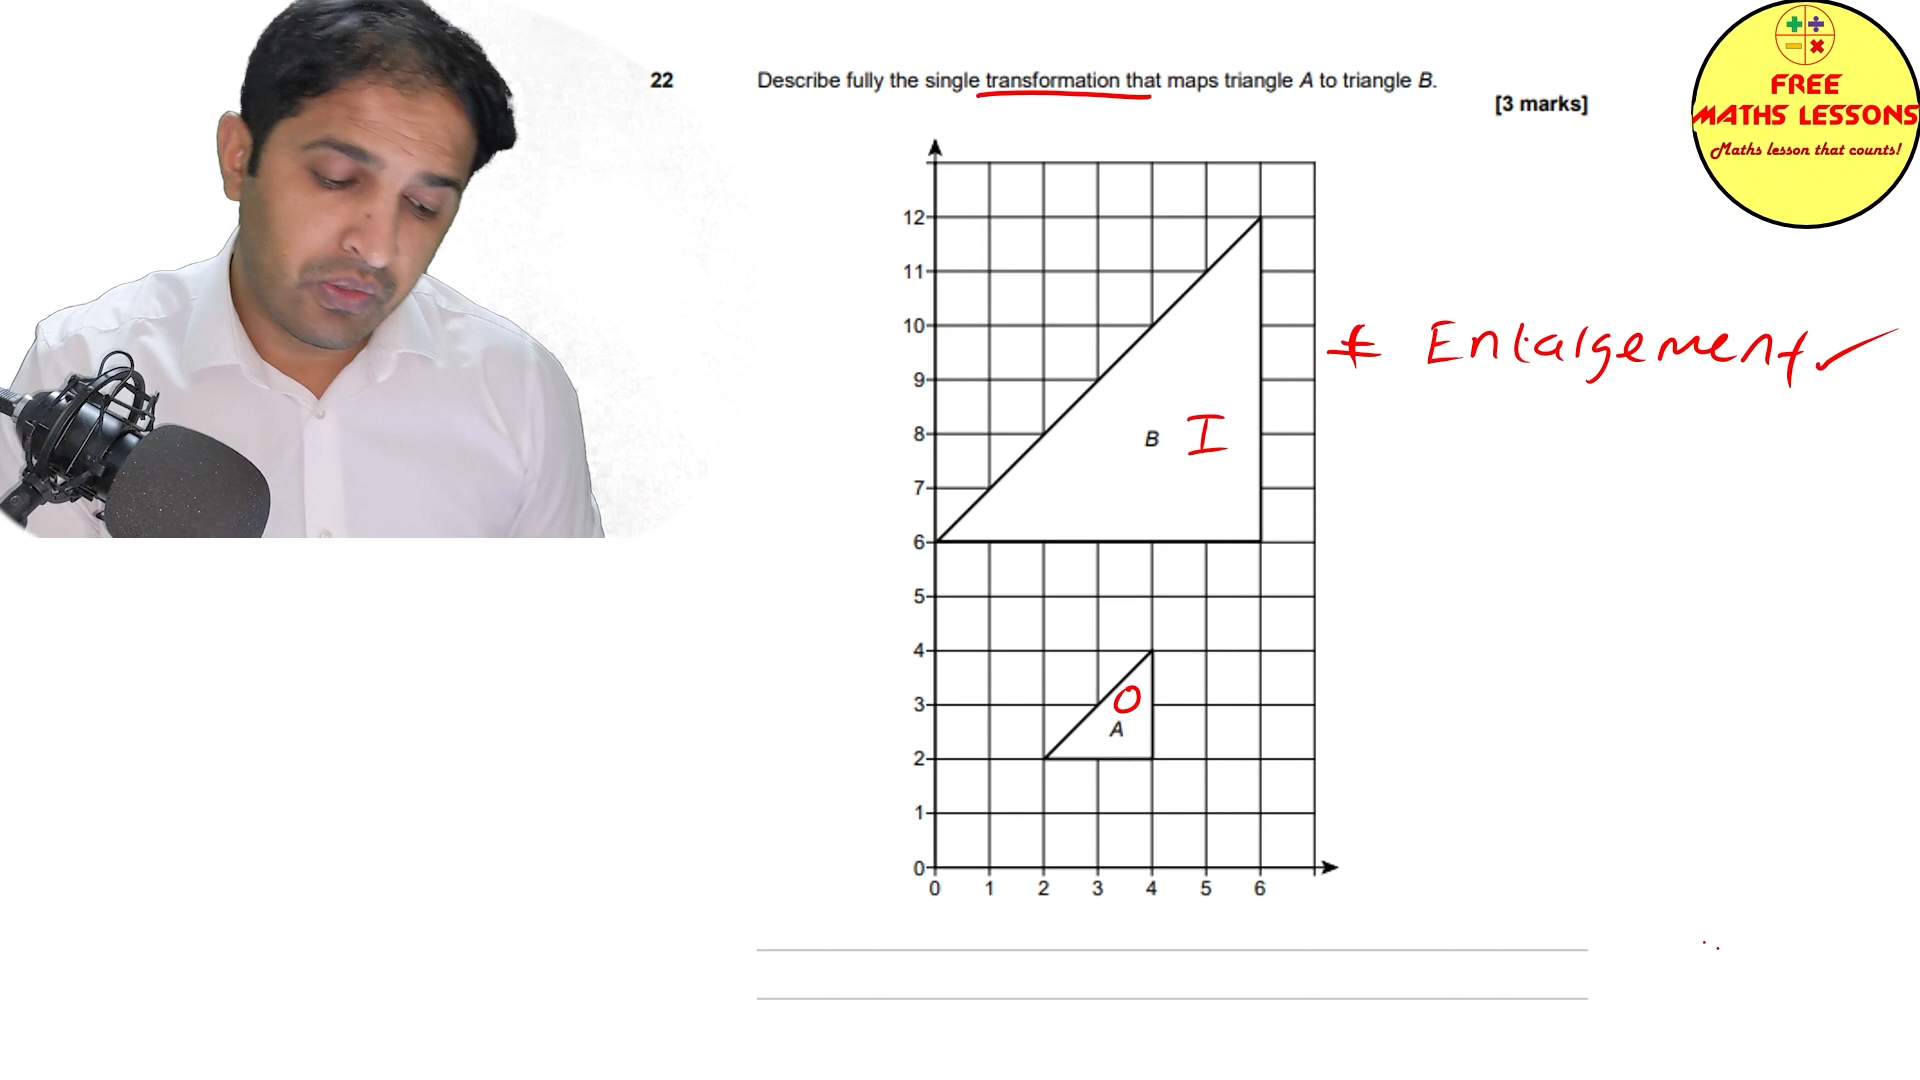 22 Describe fully the single transformation that maps triangle A to triangle B.
[3 marks]
FREE
MATHS LESSONS
Maths lesson that counts!
12
11
10
9
8
7
6
5
4
3
2
1
0
0 1 2 3 4 5 6
B I
O
A
* Enlargement ✓